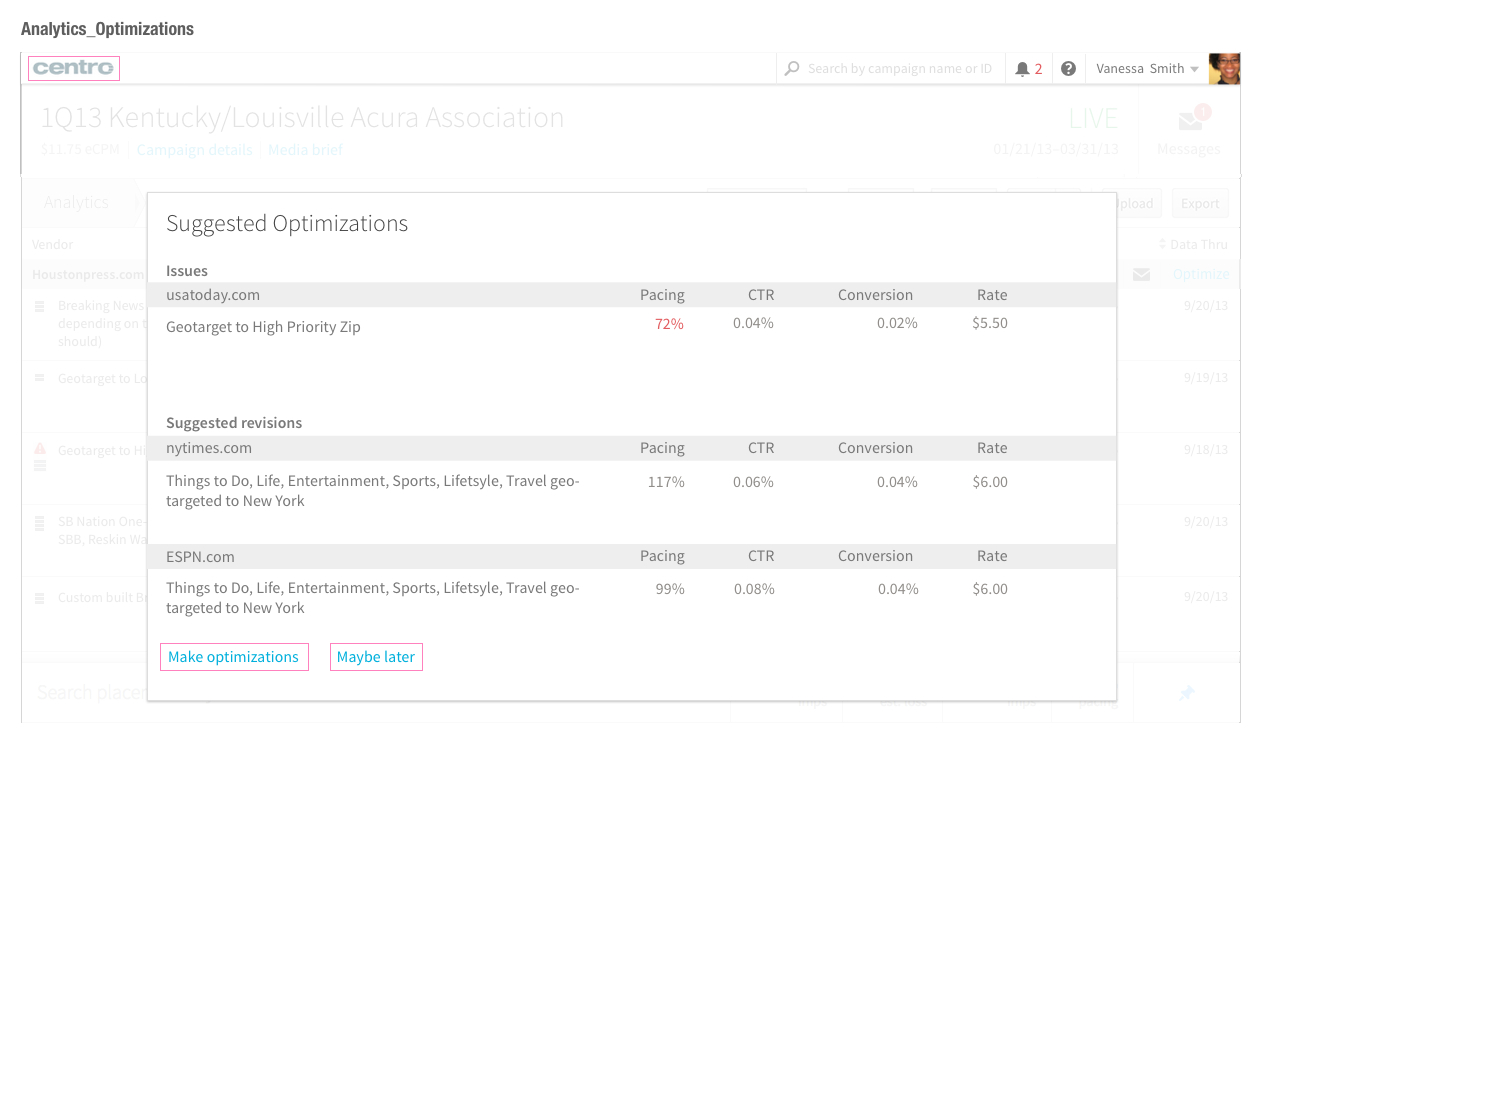 Analytics_Optimizations
centro
Search by campaign name or ID
2
?
Vanessa Smith
1Q13 Kentucky/Louisville Acura Association
LIVE
$11.75 eCPM | Campaign details | Media brief
01/21/13–03/31/13
1
Messages
Analytics
Export
Vendor
Data Thru
Houstonpress.com
Optimize
Breaking News
depending on
should)
9/20/13
Geotarget to
9/19/13
Geotarget to
9/18/13
SB Nation
SBB, Reskin
9/20/13
Custom built
9/20/13
Search
pacing
Suggested Optimizations
Issues
usatoday.com Pacing CTR Conversion Rate
Geotarget to High Priority Zip 72% 0.04% 0.02% $5.50
Suggested revisions
nytimes.com Pacing CTR Conversion Rate
Things to Do, Life, Entertainment, Sports, Lifetsyle, Travel geo- 117% 0.06% 0.04% $6.00
targeted to New York
ESPN.com Pacing CTR Conversion Rate
Things to Do, Life, Entertainment, Sports, Lifetsyle, Travel geo- 99% 0.08% 0.04% $6.00
targeted to New York
Make optimizations Maybe later